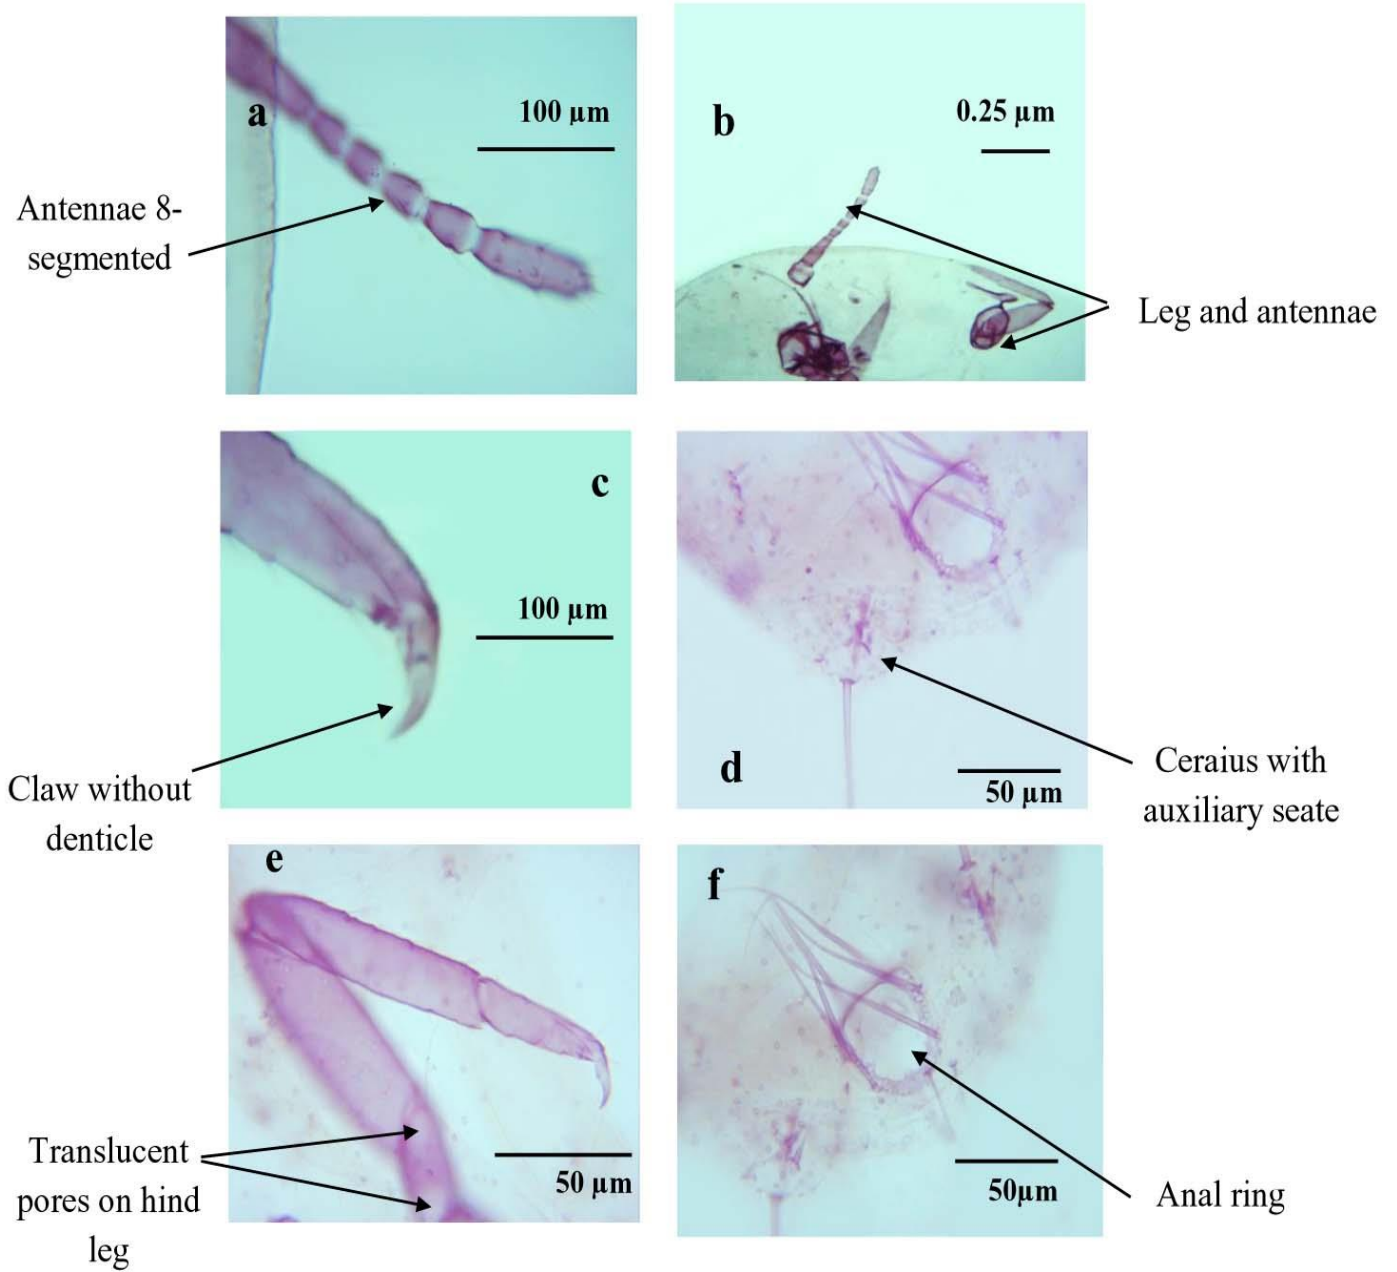 a
100 µm
Antennae 8-
segmented
b
0.25 µm
Leg and antennae
c
100 µm
Claw without
denticle
d
50 µm
Ceraius with
auxiliary seate
e
50 µm
Translucent
pores on hind
leg
f
50µm
Anal ring